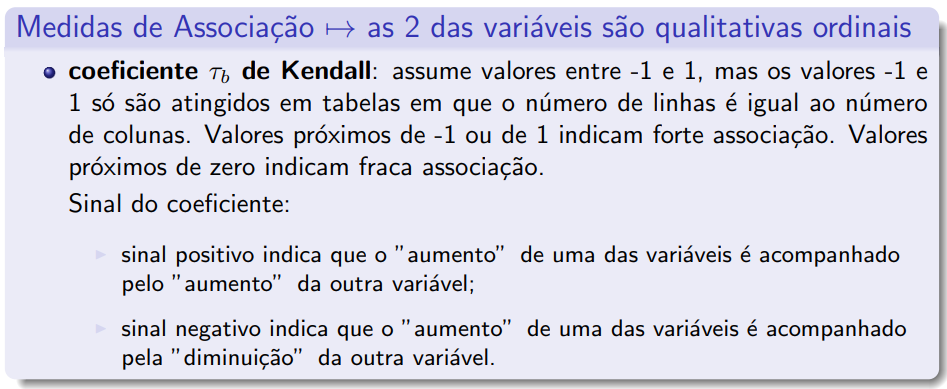 Medidas de Associação ↦ as 2 das variáveis são qualitativas ordinais
coeficiente τb de Kendall: assume valores entre -1 e 1, mas os valores -1 e
1 só são atingidos em tabelas em que o número de linhas é igual ao número
de colunas. Valores próximos de -1 ou de 1 indicam forte associação. Valores
próximos de zero indicam fraca associação.
Sinal do coeficiente:
sinal positivo indica que o ”aumento” de uma das variáveis é acompanhado
pelo ”aumento” da outra variável;
sinal negativo indica que o ”aumento” de uma das variáveis é acompanhado
pela ”diminuição” da outra variável.